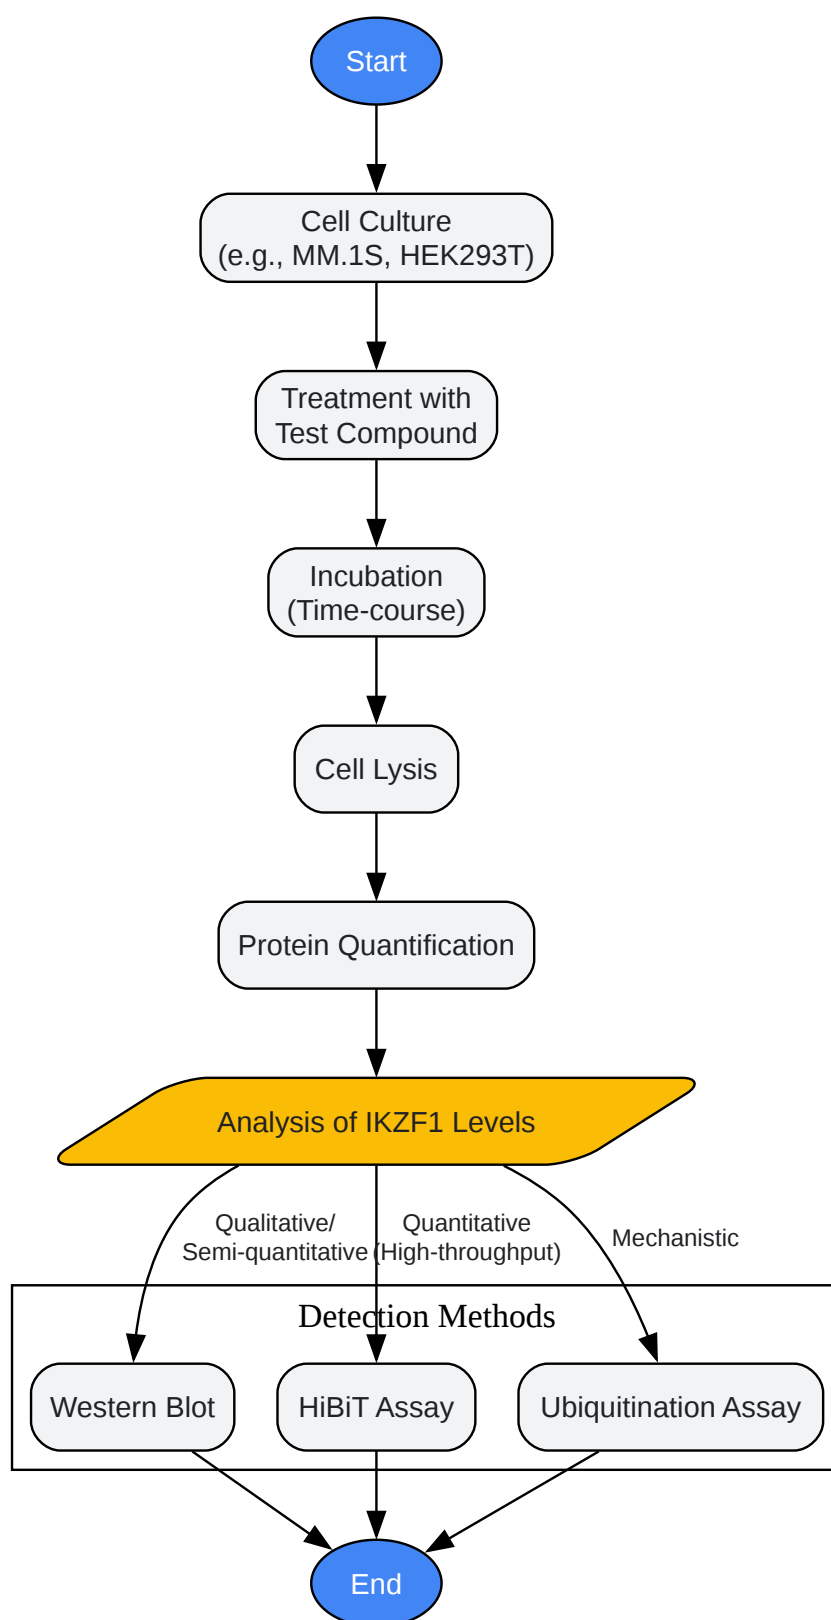 Start
Cell Culture
(e.g., MM.1S, HEK293T)
Treatment with
Test Compound
Incubation
(Time-course)
Cell Lysis
Protein Quantification
Analysis of IKZF1 Levels
Qualitative/
Semi-quantitative
Quantitative
(High-throughput)
Mechanistic
Detection Methods
Western Blot
HiBiT Assay
Ubiquitination Assay
End